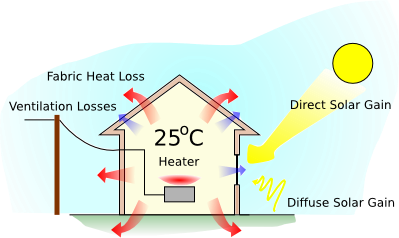 Fabric Heat Loss
Ventilation Losses
Direct Solar Gain
25°C
Heater
Diffuse Solar Gain